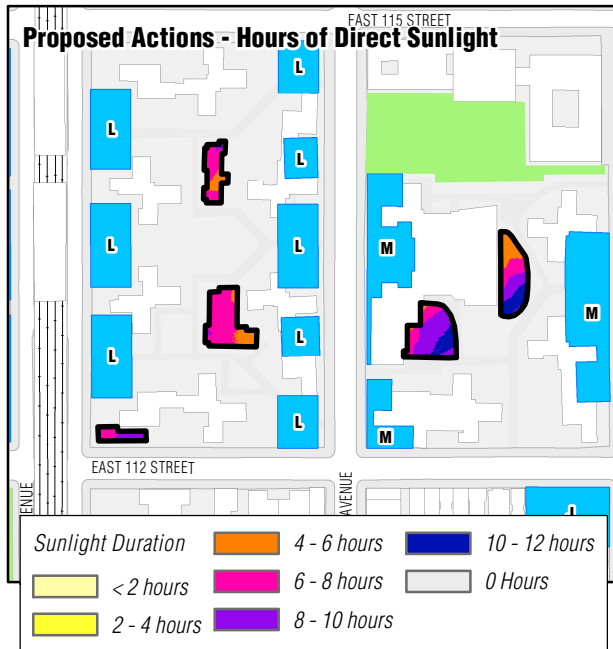 EAST 115 STREET
Proposed Actions - Hours of Direct Sunlight
L
L
L
M
L
L
L
M
L
L
L
M
EAST 112 STREET
AVENUE
L
Sunlight Duration
< 2 hours
2 - 4 hours
4 - 6 hours
6 - 8 hours
8 - 10 hours
10 - 12 hours
0 Hours